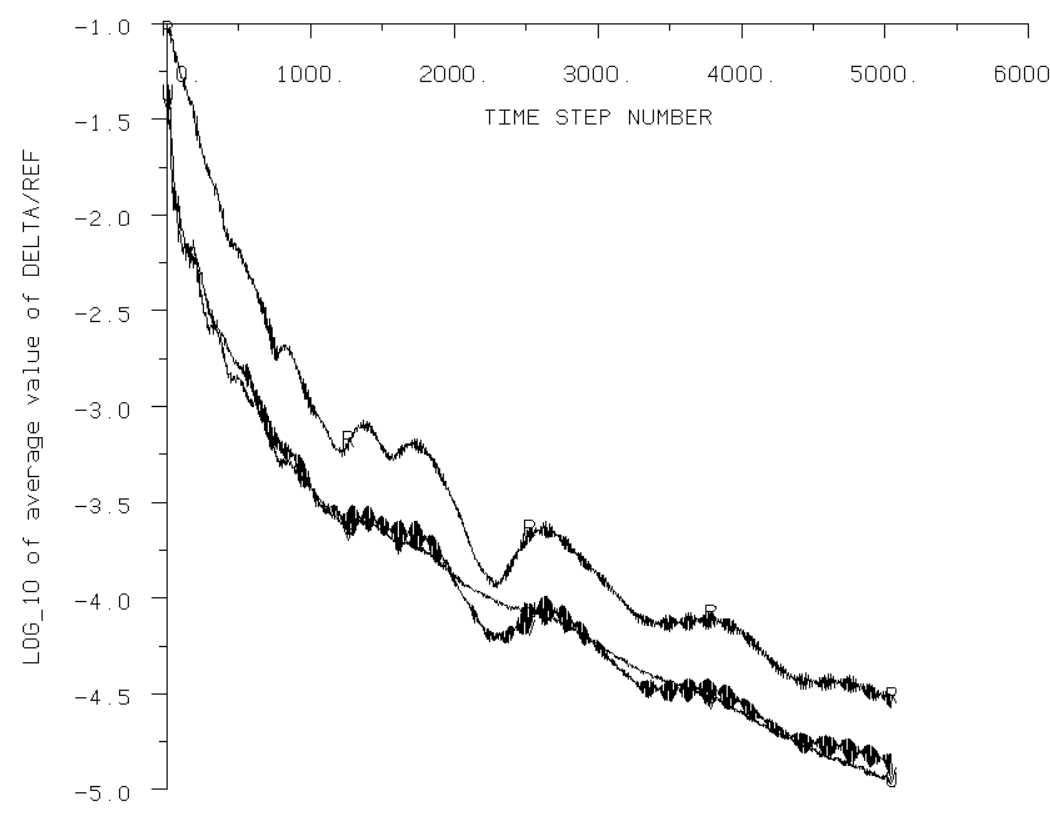 -1.0
0. 1000. 2000. 3000. 4000. 5000. 6000
TIME STEP NUMBER
-1.5
-2.0
-2.5
-3.0
-3.5
-4.0
-4.5
-5.0
LOG_10 of average value of DELTA/REF
R
R
R
R
R